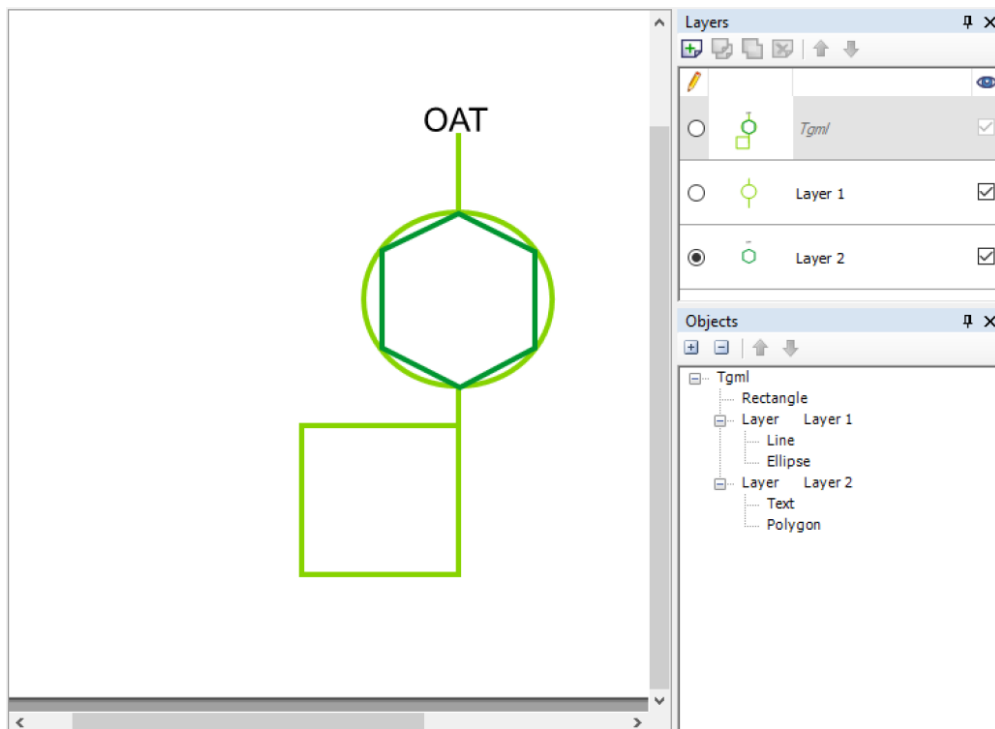 OAT
Layers
Tgml
Layer 1
Layer 2
Objects
Tgml
Rectangle
Layer Layer 1
Line
Ellipse
Layer Layer 2
Text
Polygon